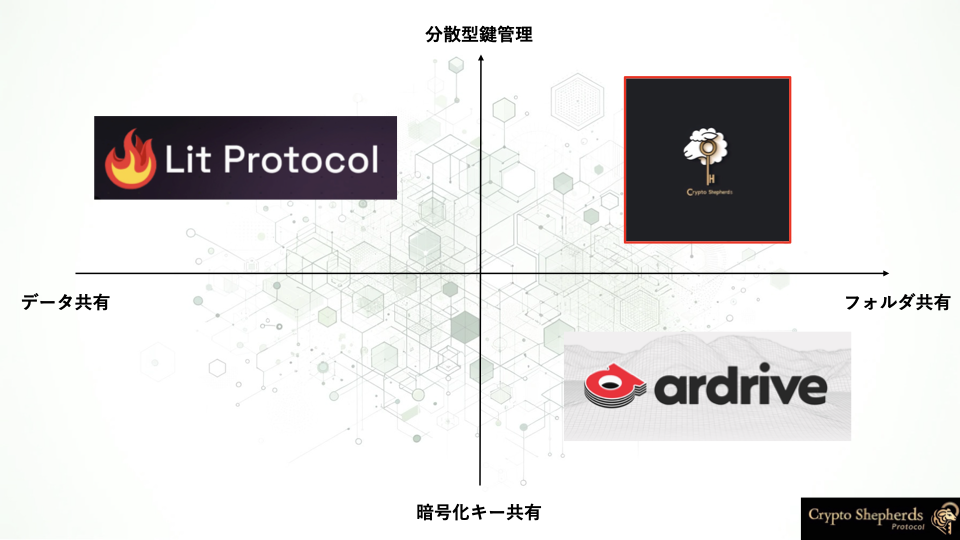 分散型鍵管理
Lit Protocol
Crypto Shepherds
データ共有
フォルダ共有
ardrive
暗号化キー共有
Crypto Shepherds
Protocol